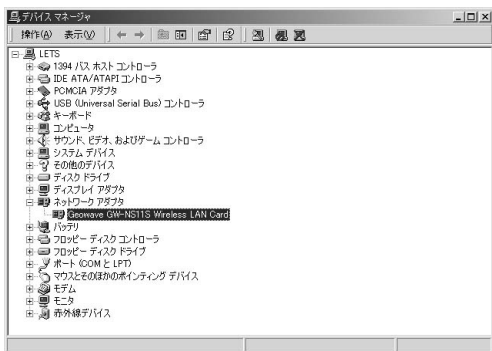 デバイス マネージャ
操作(A) 表示(V)
LETS
1394 バス ホスト コントローラ
IDE ATA/ATAPI コントローラ
PCMCIA アダプタ
USB (Universal Serial Bus) コントローラ
キーボード
コンピュータ
サウンド、ビデオ、およびゲーム コントローラ
システム デバイス
その他のデバイス
ディスク ドライブ
ディスプレイ アダプタ
ネットワーク アダプタ
Geowave GW-NS11S Wireless LAN Card
バッテリ
フロッピー ディスク コントローラ
フロッピー ディスク ドライブ
ポート (COM と LPT)
マウスとそのほかのポインティング デバイス
モデム
モニタ
赤外線デバイス